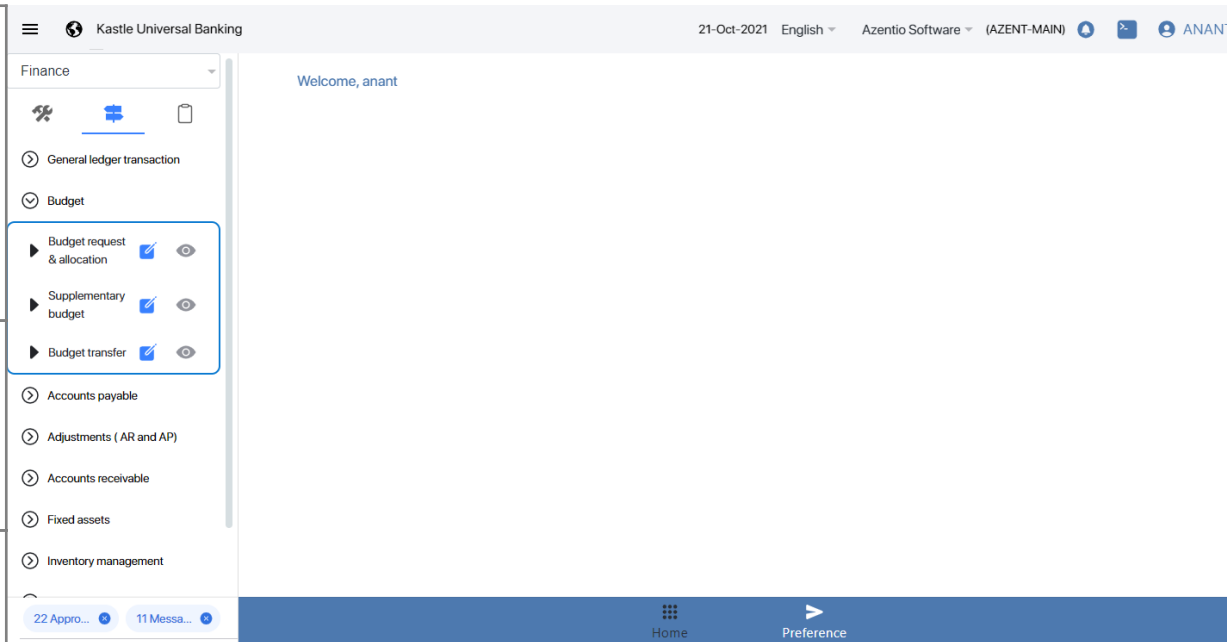 Kastle Universal Banking
21-Oct-2021 English Azentio Software (AZENT-MAIN) ANANT
Finance
Welcome, anant
General ledger transaction
Budget
Budget request
& allocation
Supplementary
budget
Budget transfer
Accounts payable
Adjustments ( AR and AP)
Accounts receivable
Fixed assets
Inventory management
22 Appro... 11 Messa...
Home Preference